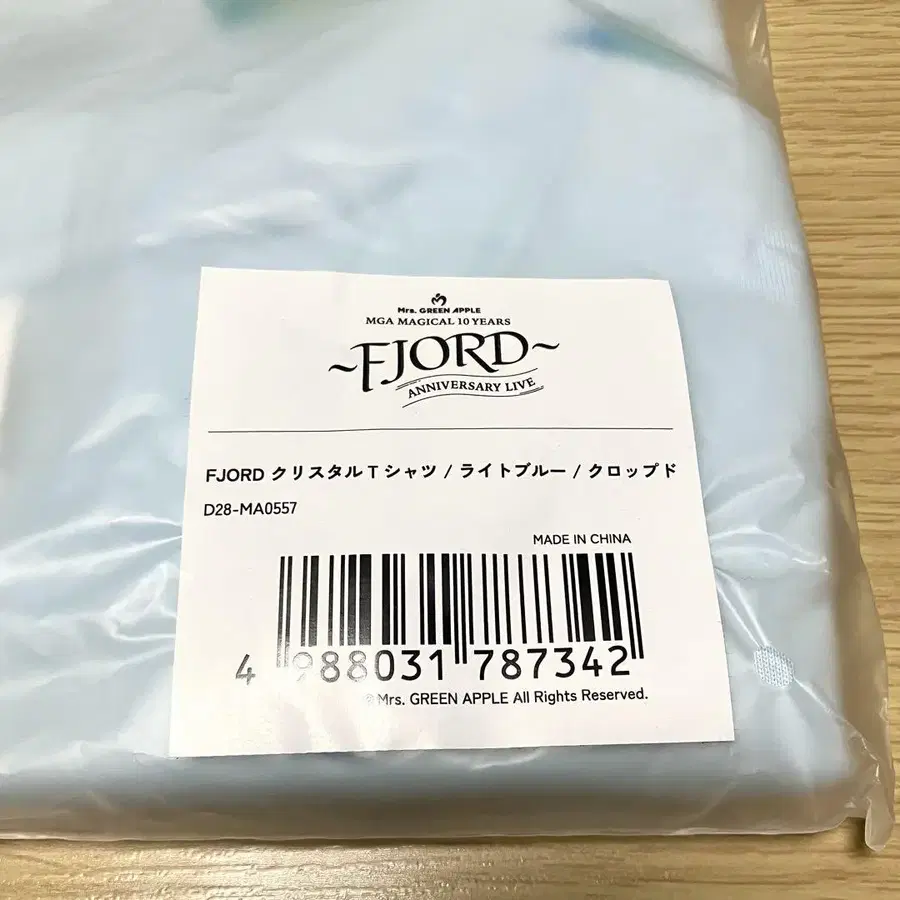 Mrs. GREEN APPLE
MGA MAGICAL 10 YEARS
~FJORD~
ANNIVERSARY LIVE
FJORD クリスタルTシャツ / ライトブルー / クロップド
D28-MA0557
MADE IN CHINA
4 988031 787342
© Mrs. GREEN APPLE All Rights Reserved.